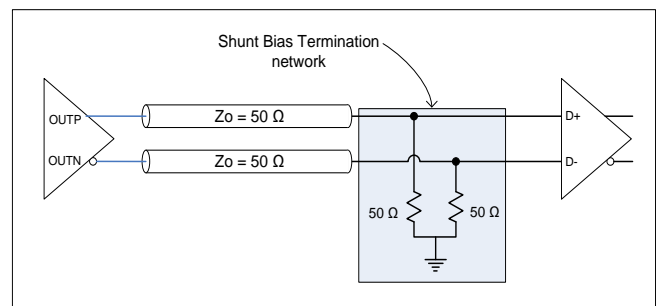 Shunt Bias Termination
network
OUTP
Zo = 50 Ω
D+
OUTN
Zo = 50 Ω
D-
50 Ω
50 Ω